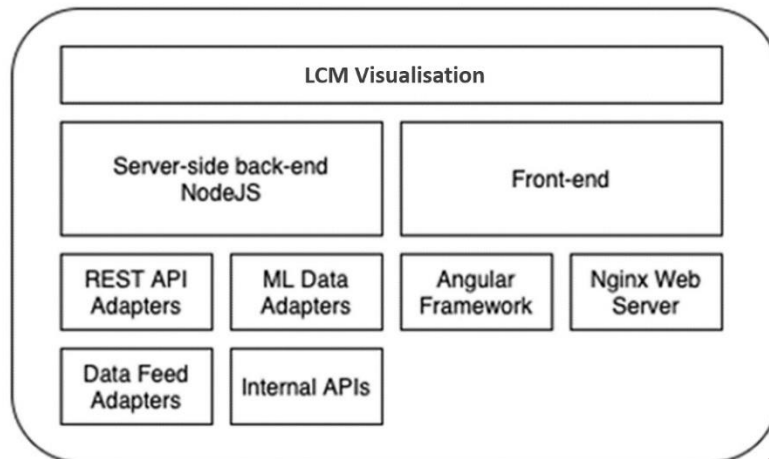 LCM Visualisation
Server-side back-end
NodeJS
Front-end
REST API
Adapters
ML Data
Adapters
Angular
Framework
Nginx Web
Server
Data Feed
Adapters
Internal APIs